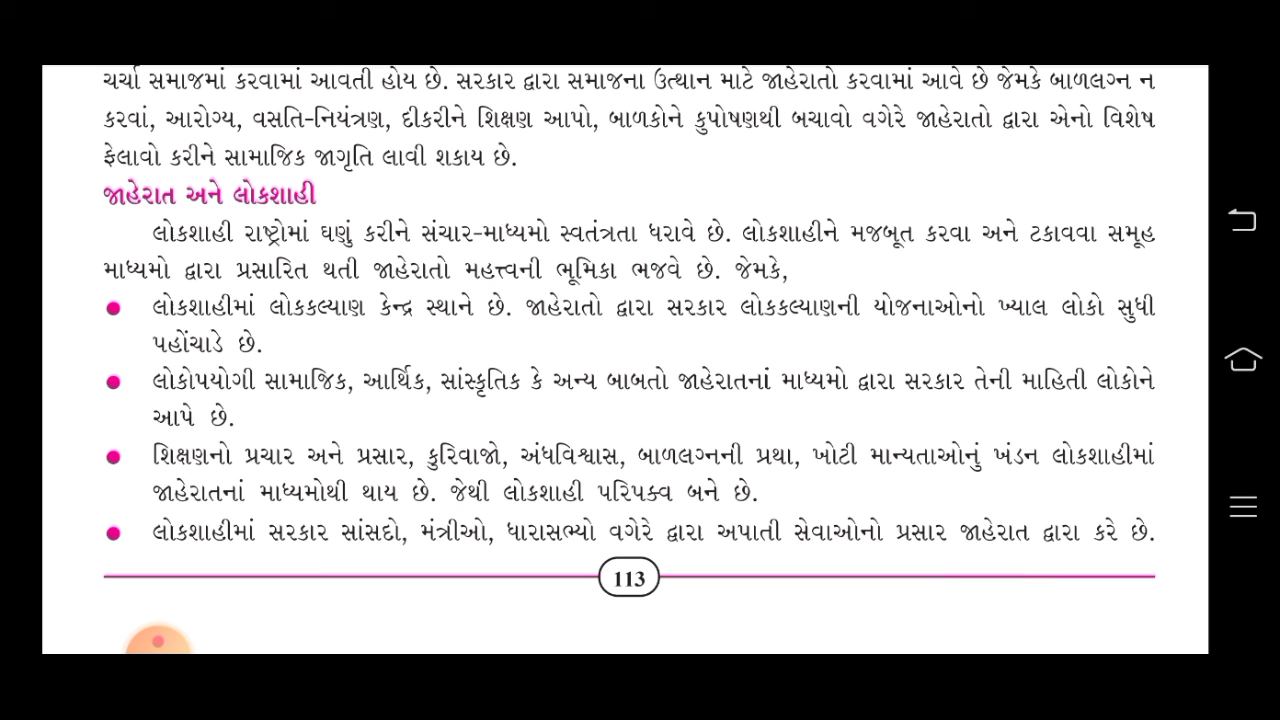 ચર્ચા સમાજમાં કરવામાં આવતી હોય છે. સરકાર દ્વારા સમાજના ઉત્થાન માટે જાહેરાતો કરવામાં આવે છે જેમકે બાળલગ્ન ન
કરવાં, આરોગ્ય, વસતિ-નિયંત્રણ, દીકરીને શિક્ષણ આપો, બાળકોને કુપોષણથી બચાવો વગેરે જાહેરાતો દ્વારા એનો વિશેષ
ફેલાવો કરીને સામાજિક જાગૃતિ લાવી શકાય છે.
જાહેરાત અને લોકશાહી
લોકશાહી રાષ્ટ્રોમાં ઘણું કરીને સંચાર-માધ્યમો સ્વતંત્રતા ધરાવે છે. લોકશાહીને મજબૂત કરવા અને ટકાવવા સમૂહ
માધ્યમો દ્વારા પ્રસારિત થતી જાહેરાતો મહત્ત્વની ભૂમિકા ભજવે છે. જેમકે,
● લોકશાહીમાં લોકકલ્યાણ કેન્દ્ર સ્થાને છે. જાહેરાતો દ્વારા સરકાર લોકકલ્યાણની યોજનાઓનો ખ્યાલ લોકો સુધી
પહોંચાડે છે.
● લોકોપયોગી સામાજિક, આર્થિક, સાંસ્કૃતિક કે અન્ય બાબતો જાહેરાતનાં માધ્યમો દ્વારા સરકાર તેની માહિતી લોકોને
આપે છે.
● શિક્ષણનો પ્રચાર અને પ્રસાર, કુરિવાજો, અંધવિશ્વાસ, બાળલગ્નની પ્રથા, ખોટી માન્યતાઓનું ખંડન લોકશાહીમાં
જાહેરાતનાં માધ્યમોથી થાય છે. જેથી લોકશાહી પરિપક્વ બને છે.
● લોકશાહીમાં સરકાર સાંસદો, મંત્રીઓ, ધારાસભ્યો વગેરે દ્વારા અપાતી સેવાઓનો પ્રસાર જાહેરાત દ્વારા કરે છે.
113